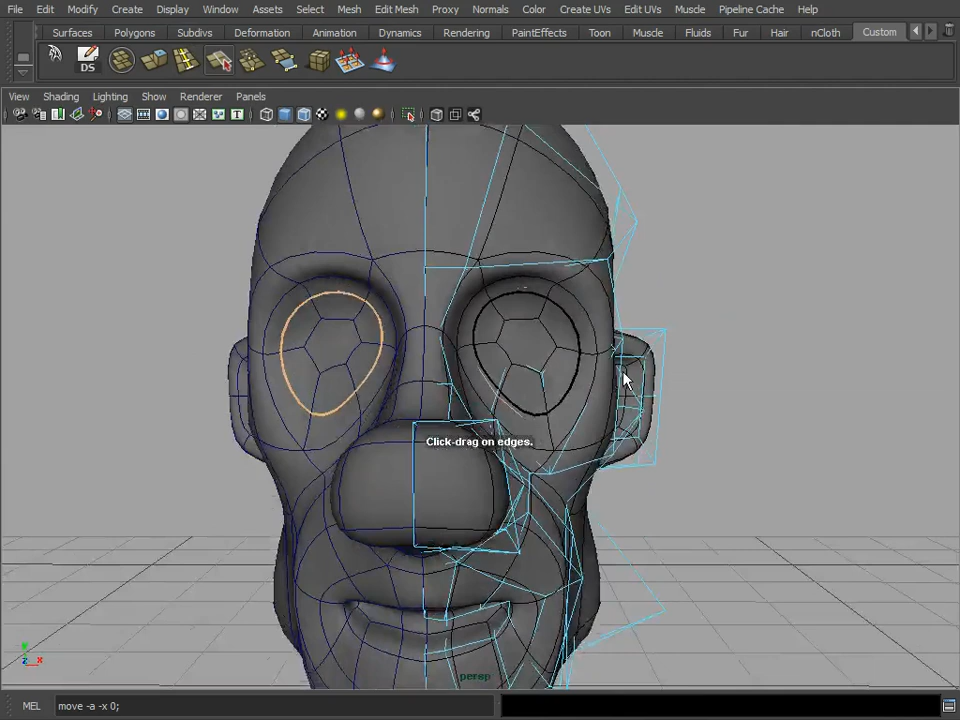 File Edit Modify Create Display Window Assets Select Mesh Edit Mesh Proxy Normals Color Create UVs Edit UVs Muscle Pipeline Cache Help
Surfaces Polygons Subdivs Deformation Animation Dynamics Rendering PaintEffects Toon Muscle Fluids Fur Hair nCloth Custom
DS
View Shading Lighting Show Renderer Panels
T
Click-drag on edges.
y
z x
persp
MEL move -a -x 0;